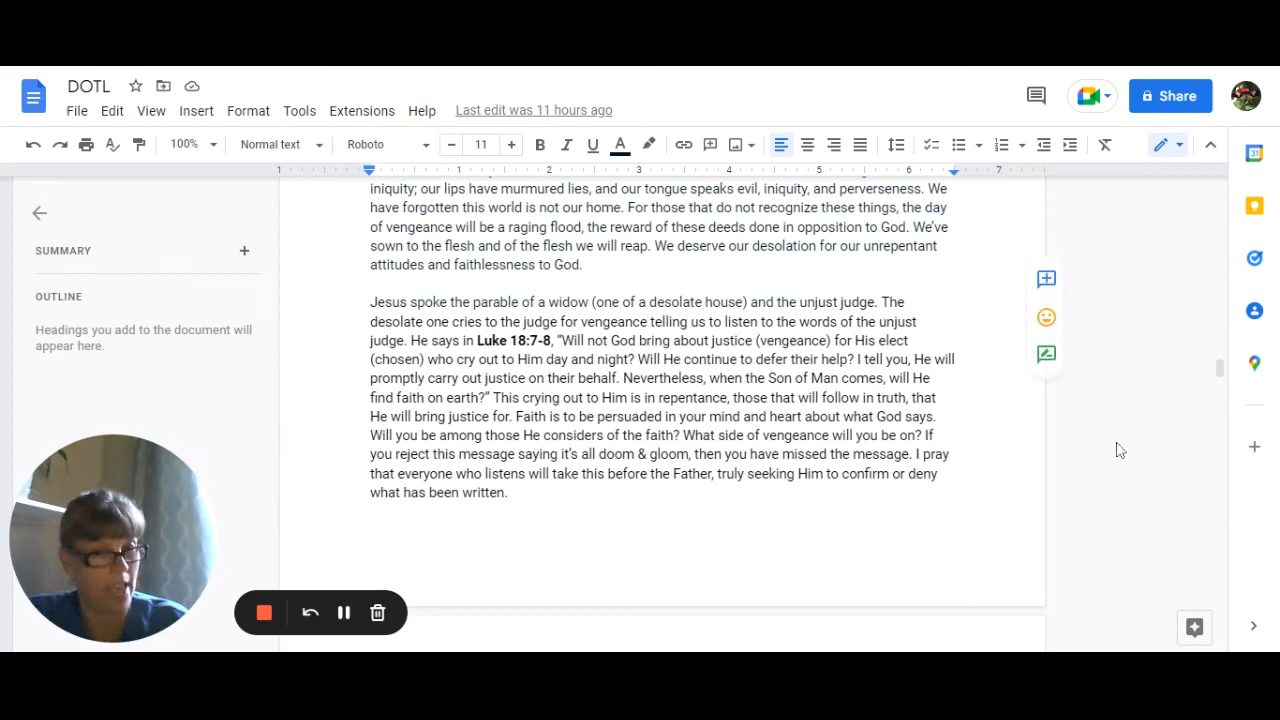 DOTL
File Edit View Insert Format Tools Extensions Help Last edit was 11 hours ago
Share
100% Normal text Roboto 11
1 1 2 3 4 5 6 7
31
SUMMARY
OUTLINE
Headings you add to the document will
appear here.
iniquity; our lips have murmured lies, and our tongue speaks evil, iniquity, and perverseness. We
have forgotten this world is not our home. For those that do not recognize these things, the day
of vengeance will be a raging flood, the reward of these deeds done in opposition to God. We've
sown to the flesh and of the flesh we will reap. We deserve our desolation for our unrepentant
attitudes and faithlessness to God.
Jesus spoke the parable of a widow (one of a desolate house) and the unjust judge. The
desolate one cries to the judge for vengeance telling us to listen to the words of the unjust
judge. He says in Luke 18:7-8, “Will not God bring about justice (vengeance) for His elect
(chosen) who cry out to Him day and night? Will He continue to defer their help? I tell you, He will
promptly carry out justice on their behalf. Nevertheless, when the Son of Man comes, will He
find faith on earth?” This crying out to Him is in repentance, those that will follow in truth, that
He will bring justice for. Faith is to be persuaded in your mind and heart about what God says.
Will you be among those He considers of the faith? What side of vengeance will you be on? If
you reject this message saying it's all doom & gloom, then you have missed the message. I pray
that everyone who listens will take this before the Father, truly seeking Him to confirm or deny
what has been written.